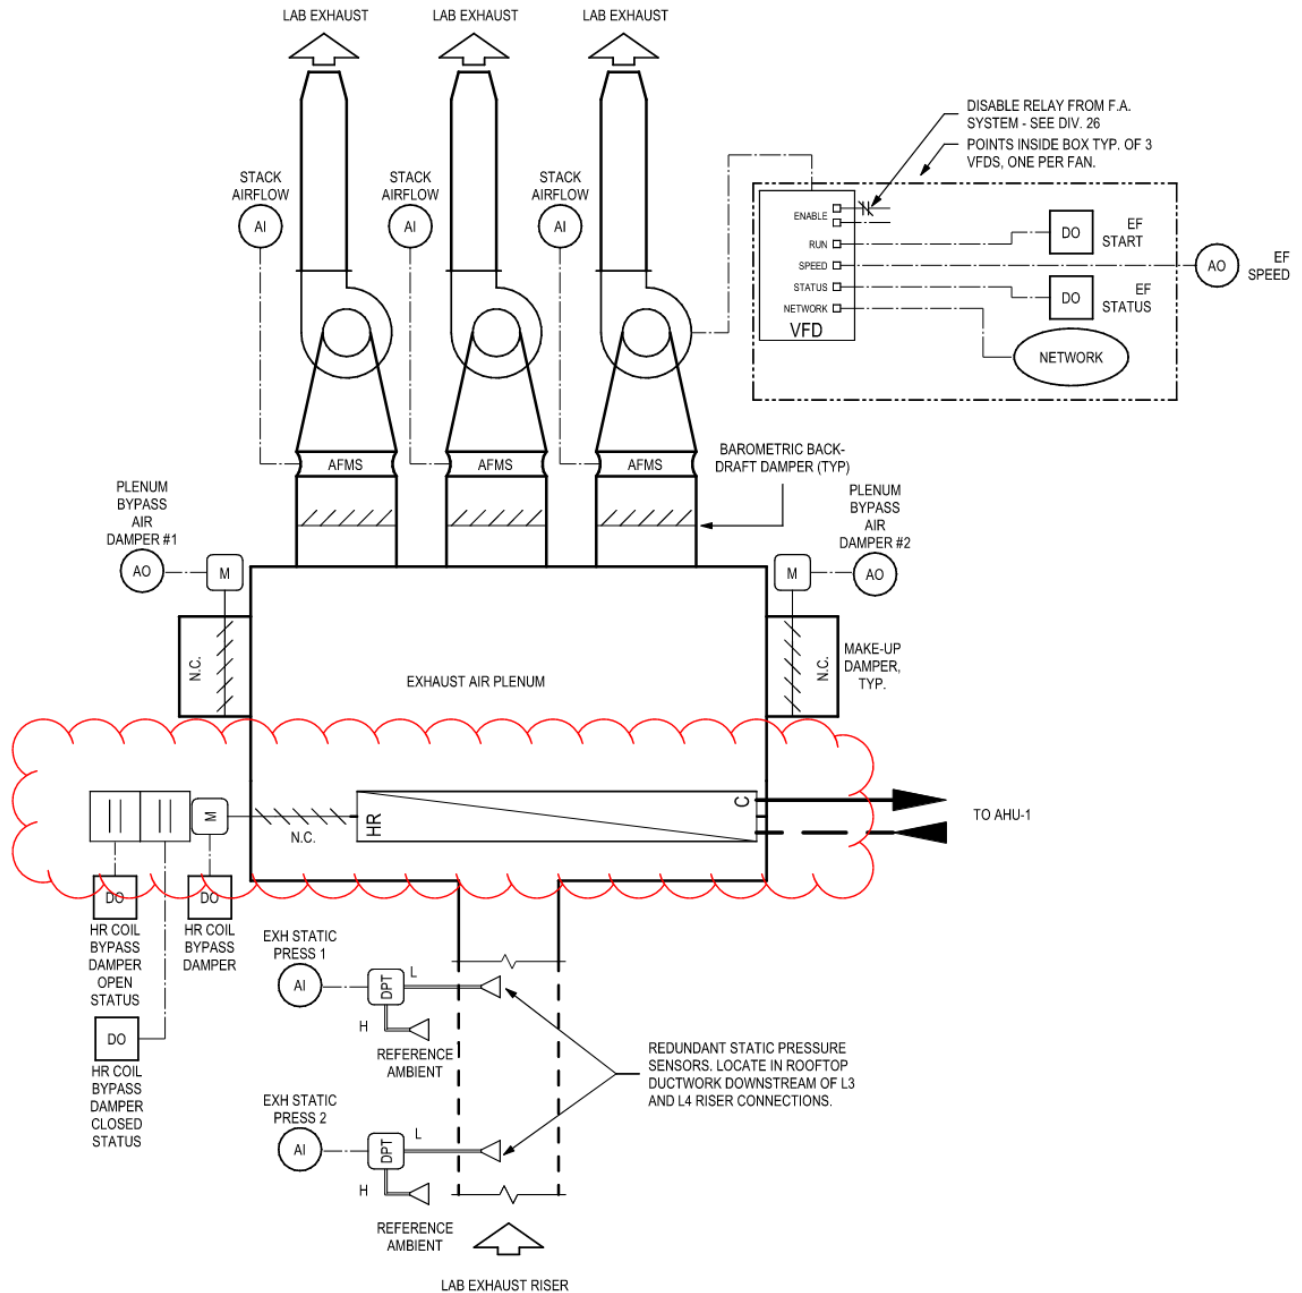 LAB EXHAUST
LAB EXHAUST
LAB EXHAUST
DISABLE RELAY FROM F.A.
SYSTEM - SEE DIV. 26
POINTS INSIDE BOX TYP. OF 3
VFDS, ONE PER FAN.
STACK
AIRFLOW
AI
STACK
AIRFLOW
AI
STACK
AIRFLOW
AI
ENABLE
RUN
SPEED
STATUS
NETWORK
VFD
DO
EF
START
AO
EF
SPEED
DO
EF
STATUS
NETWORK
AFMS
AFMS
AFMS
BAROMETRIC BACK-
DRAFT DAMPER (TYP)
PLENUM
BYPASS
AIR
DAMPER #1
AO
M
PLENUM
BYPASS
AIR
DAMPER #2
M
AO
N.C.
EXHAUST AIR PLENUM
N.C.
MAKE-UP
DAMPER,
TYP.
M
N.C.
HR
C
TO AHU-1
DO
HR COIL
BYPASS
DAMPER
OPEN
STATUS
DO
HR COIL
BYPASS
DAMPER
DO
HR COIL
BYPASS
DAMPER
CLOSED
STATUS
EXH STATIC
PRESS 1
AI
DPT
L
H
REFERENCE
AMBIENT
REDUNDANT STATIC PRESSURE
SENSORS. LOCATE IN ROOFTOP
DUCTWORK DOWNSTREAM OF L3
AND L4 RISER CONNECTIONS.
EXH STATIC
PRESS 2
AI
DPT
L
H
REFERENCE
AMBIENT
LAB EXHAUST RISER